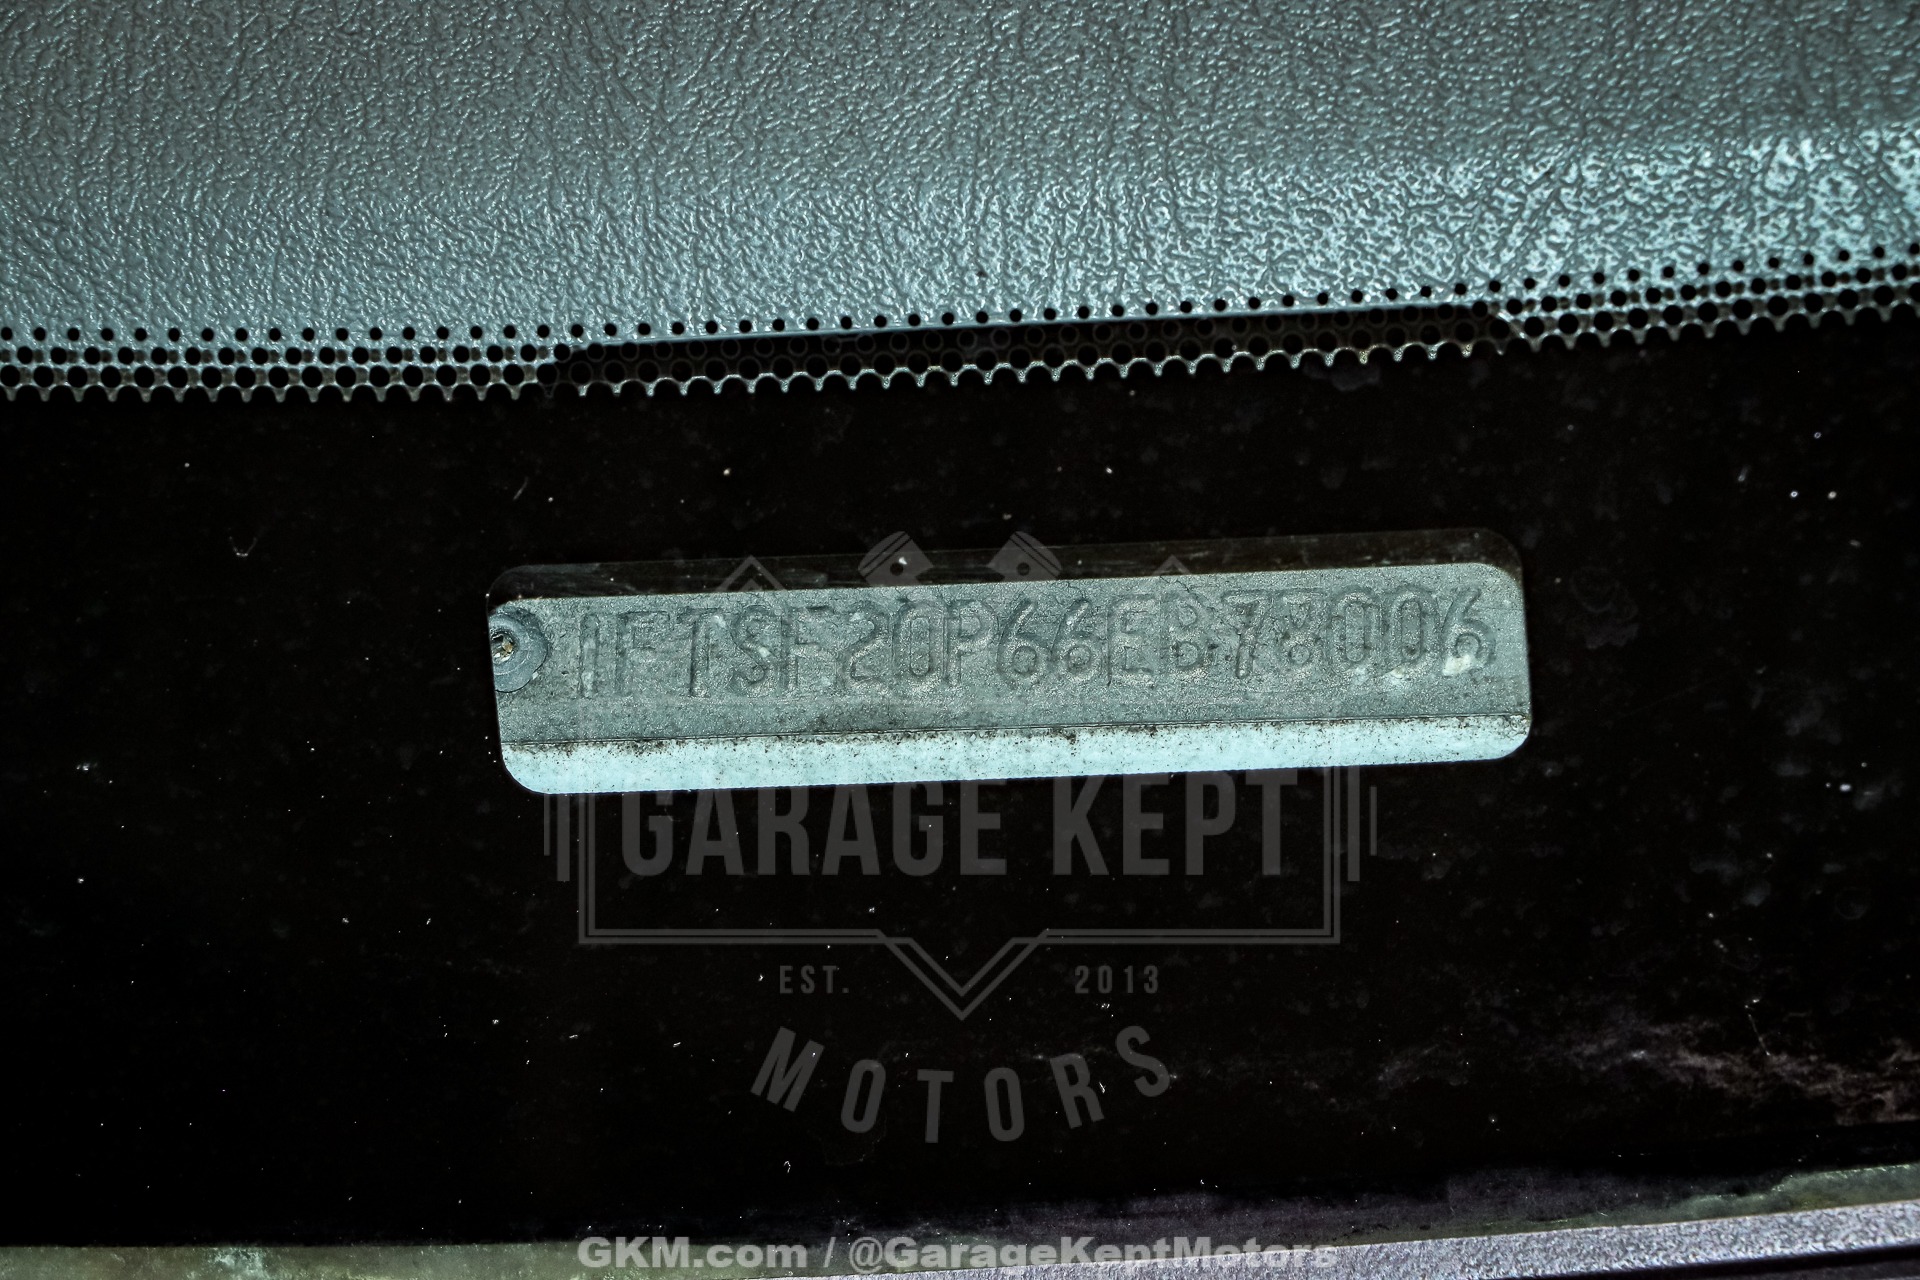 1FTSF20P66EB78006
GARAGE KEPT
EST. 2013
MOTORS
GKM.com / @GarageKeptMotors